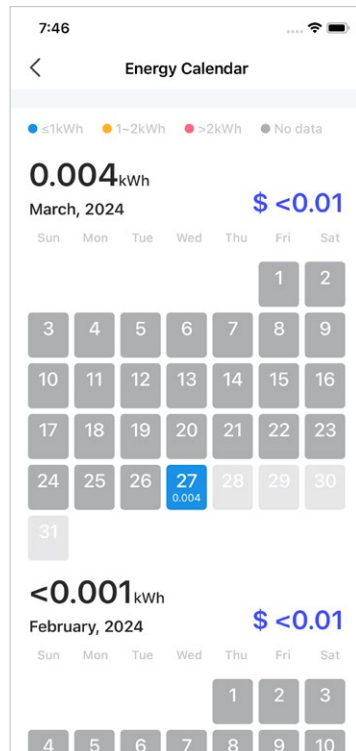 7:46
Energy Calendar
≤1kWh 1~2kWh >2kWh No data
0.004kWh
March, 2024 $ <0.01
Sun Mon Tue Wed Thu Fri Sat
1 2
3 4 5 6 7 8 9
10 11 12 13 14 15 16
17 18 19 20 21 22 23
24 25 26 27 28 29 30
0.004
31
<0.001kWh
February, 2024 $ <0.01
Sun Mon Tue Wed Thu Fri Sat
1 2 3
4 5 6 7 8 9 10